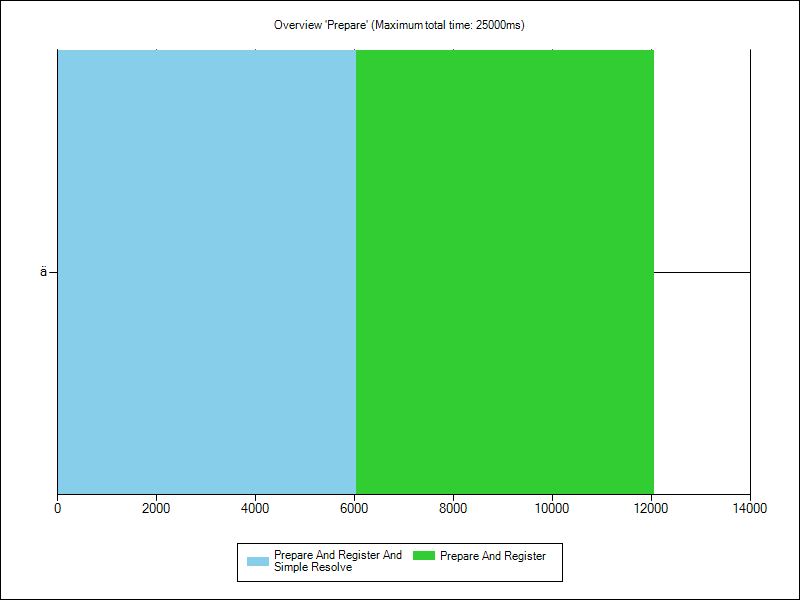 Overview 'Prepare' (Maximum total time: 25000ms)
ä
0 2000 4000 6000 8000 10000 12000 14000
Prepare And Register And
Simple Resolve
Prepare And Register